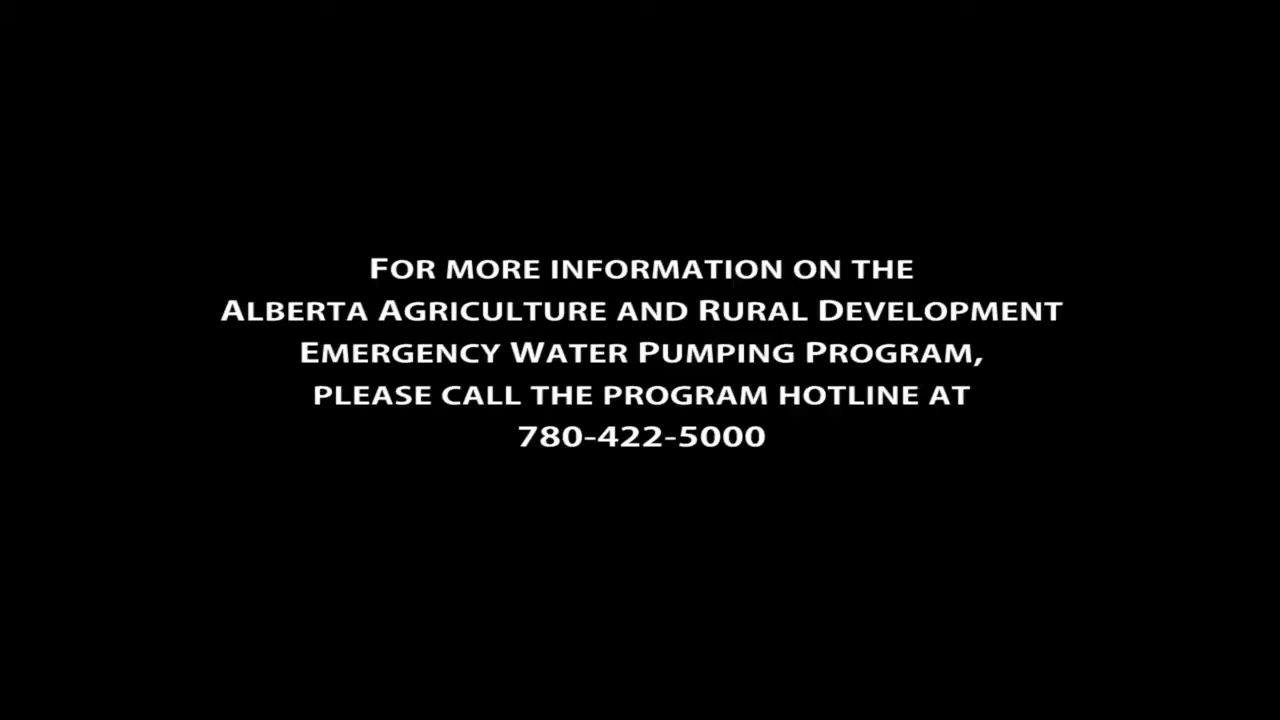 For more information on the
Alberta Agriculture and Rural Development
Emergency Water Pumping Program,
please call the program hotline at
780-422-5000